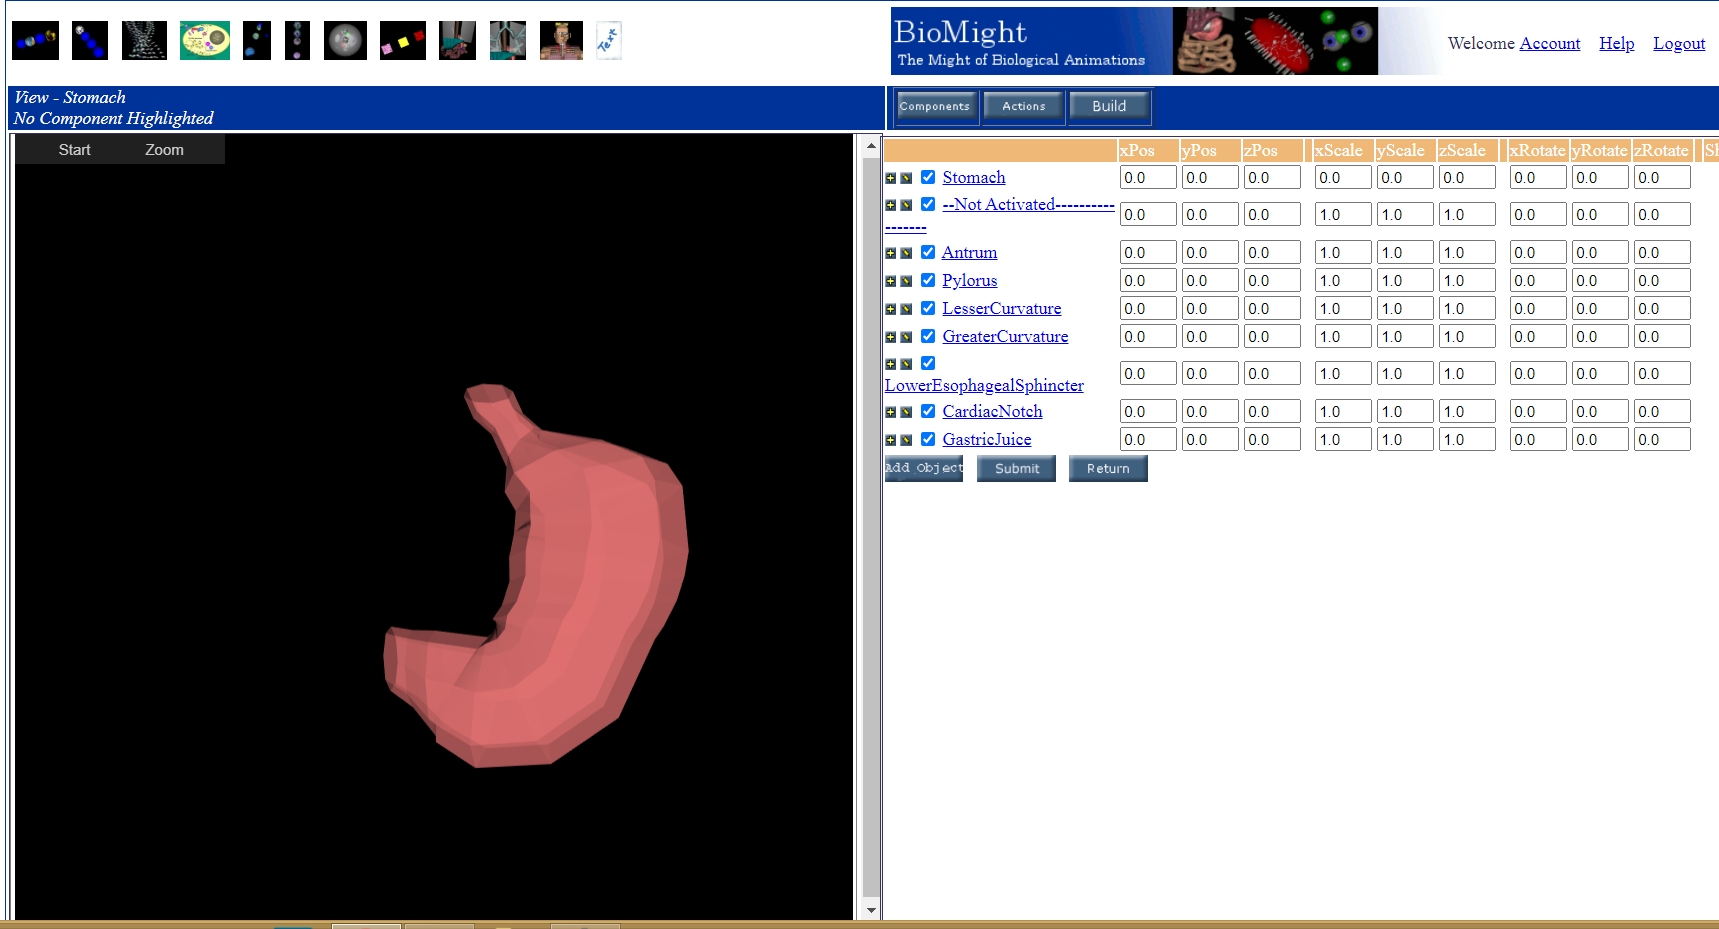 Text
BioMight
The Might of Biological Animations
Welcome Account Help Logout
View - Stomach
No Component Highlighted
Components Actions Build
Start Zoom
xPos yPos zPos xScale yScale zScale xRotate yRotate zRotate
Stomach 0.0 0.0 0.0 0.0 0.0 0.0 0.0 0.0 0.0
--Not Activated----------
------- 0.0 0.0 0.0 1.0 1.0 1.0 0.0 0.0 0.0
Antrum 0.0 0.0 0.0 1.0 1.0 1.0 0.0 0.0 0.0
Pylorus 0.0 0.0 0.0 1.0 1.0 1.0 0.0 0.0 0.0
LesserCurvature 0.0 0.0 0.0 1.0 1.0 1.0 0.0 0.0 0.0
GreaterCurvature 0.0 0.0 0.0 1.0 1.0 1.0 0.0 0.0 0.0
LowerEsophagealSphincter 0.0 0.0 0.0 1.0 1.0 1.0 0.0 0.0 0.0
CardiacNotch 0.0 0.0 0.0 1.0 1.0 1.0 0.0 0.0 0.0
GastricJuice 0.0 0.0 0.0 1.0 1.0 1.0 0.0 0.0 0.0
Add Object Submit Return